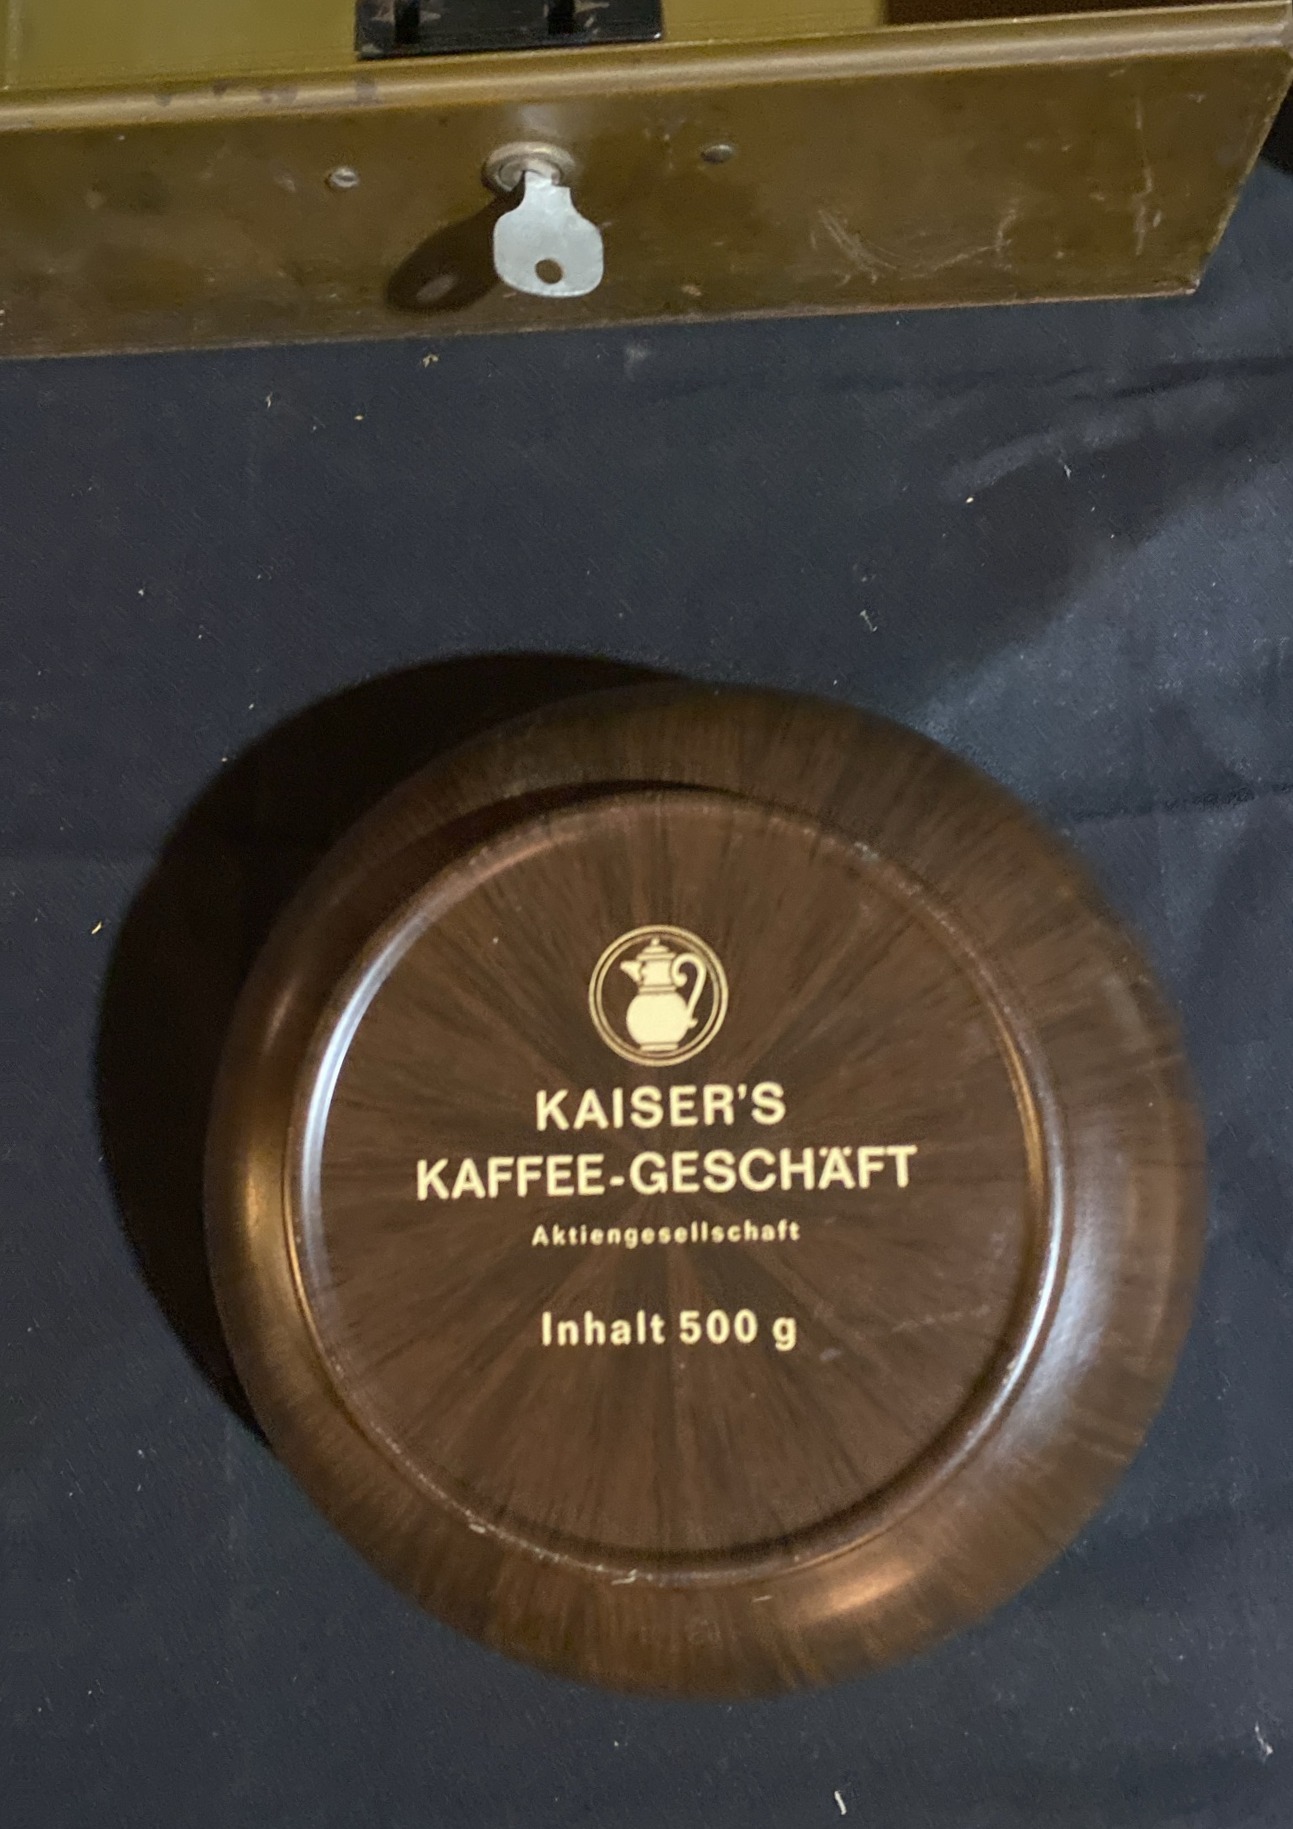 KAISER'S
KAFFEE-GESCHÄFT
Aktiengesellschaft
Inhalt 500 g